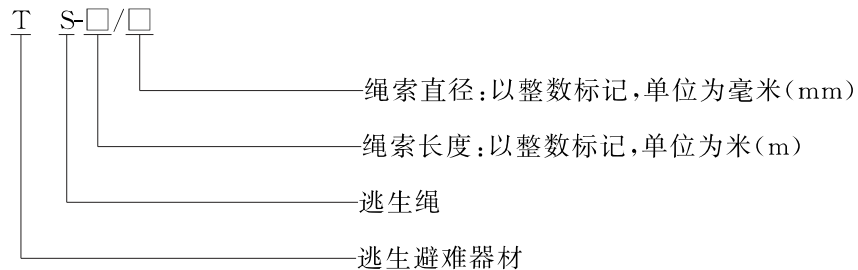 T S-□/□
绳索直径:以整数标记,单位为毫米(mm)
绳索长度:以整数标记,单位为米(m)
逃生绳
逃生避难器材